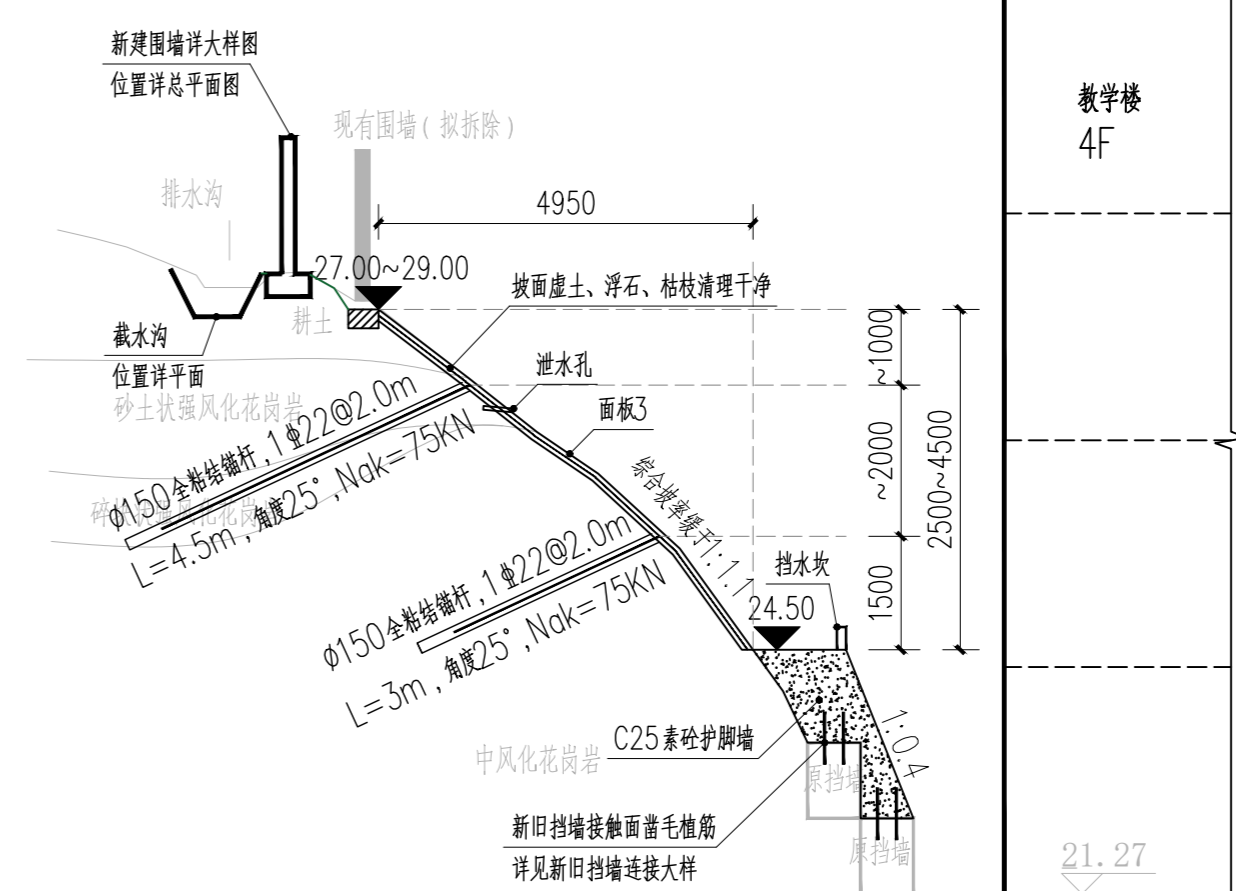 新建围墙详大样图
位置详总平面图
现有围墙（拟拆除）
教学楼
4F
排水沟
4950
27.00~29.00
坡面虚土、浮石、枯枝清理干净
耕土
截水沟
位置详平面
泄水孔
~1000
砂土状强风化花岗岩
面板3
ϕ150全粘结锚杆,1⏀22@2.0m
L=4.5m,角度25°,Nak=75KN
~2000
2500~4500
综合坡率缓于1:1.1
ϕ150全粘结锚杆,1⏀22@2.0m
L=3m,角度25°,Nak=75KN
挡水坎
1500
24.50
C25素砼护脚墙
1:0.4
中风化花岗岩
原挡墙
新旧挡墙接触面凿毛植筋
详见新旧挡墙连接大样
原挡墙
21.27